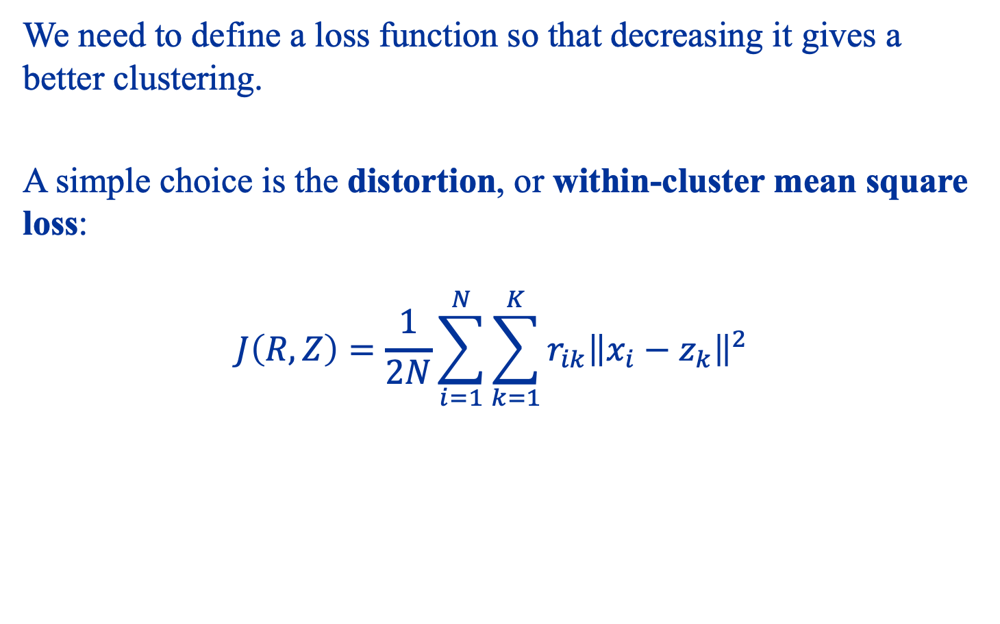 We need to define a loss function so that decreasing it gives a
better clustering.
A simple choice is the distortion, or within-cluster mean square
loss:
J(R, Z) = \frac{1}{2N} \sum_{i=1}^{N} \sum_{k=1}^{K} r_{ik} \|x_i - z_k\|^2